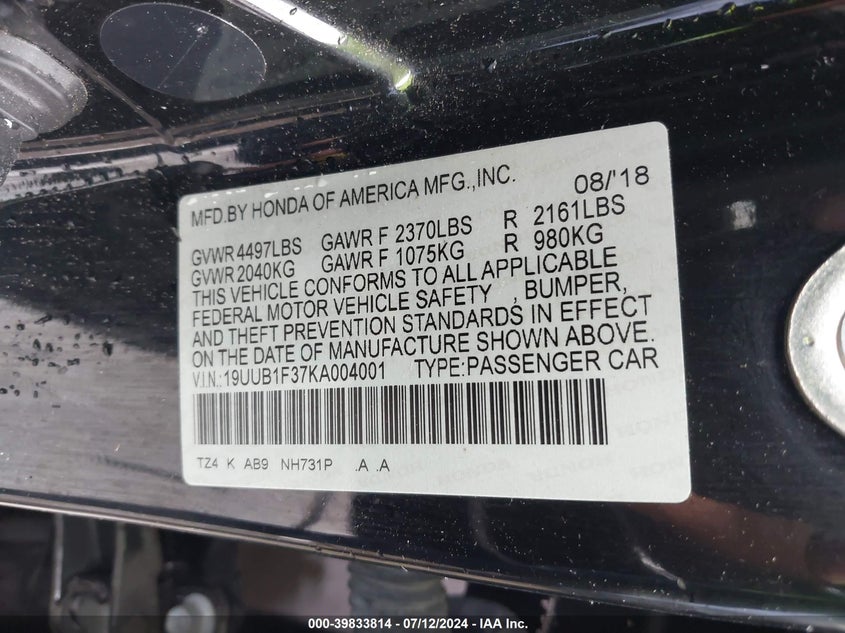 MFD.BY HONDA OF AMERICA MFG.,INC. 08/'18
GVWR 4497LBS GAWR F 2370LBS R 2161LBS
GVWR 2040KG GAWR F 1075KG R 980KG
THIS VEHICLE CONFORMS TO ALL APPLICABLE
FEDERAL MOTOR VEHICLE SAFETY , BUMPER,
AND THEFT PREVENTION STANDARDS IN EFFECT
ON THE DATE OF MANUFACTURE SHOWN ABOVE.
V.I.N.:19UUB1F37KA004001 TYPE:PASSENGER CAR
TZ4 K AB9 NH731P .A .A
000-39833814 - 07/12/2024 - IAA Inc.